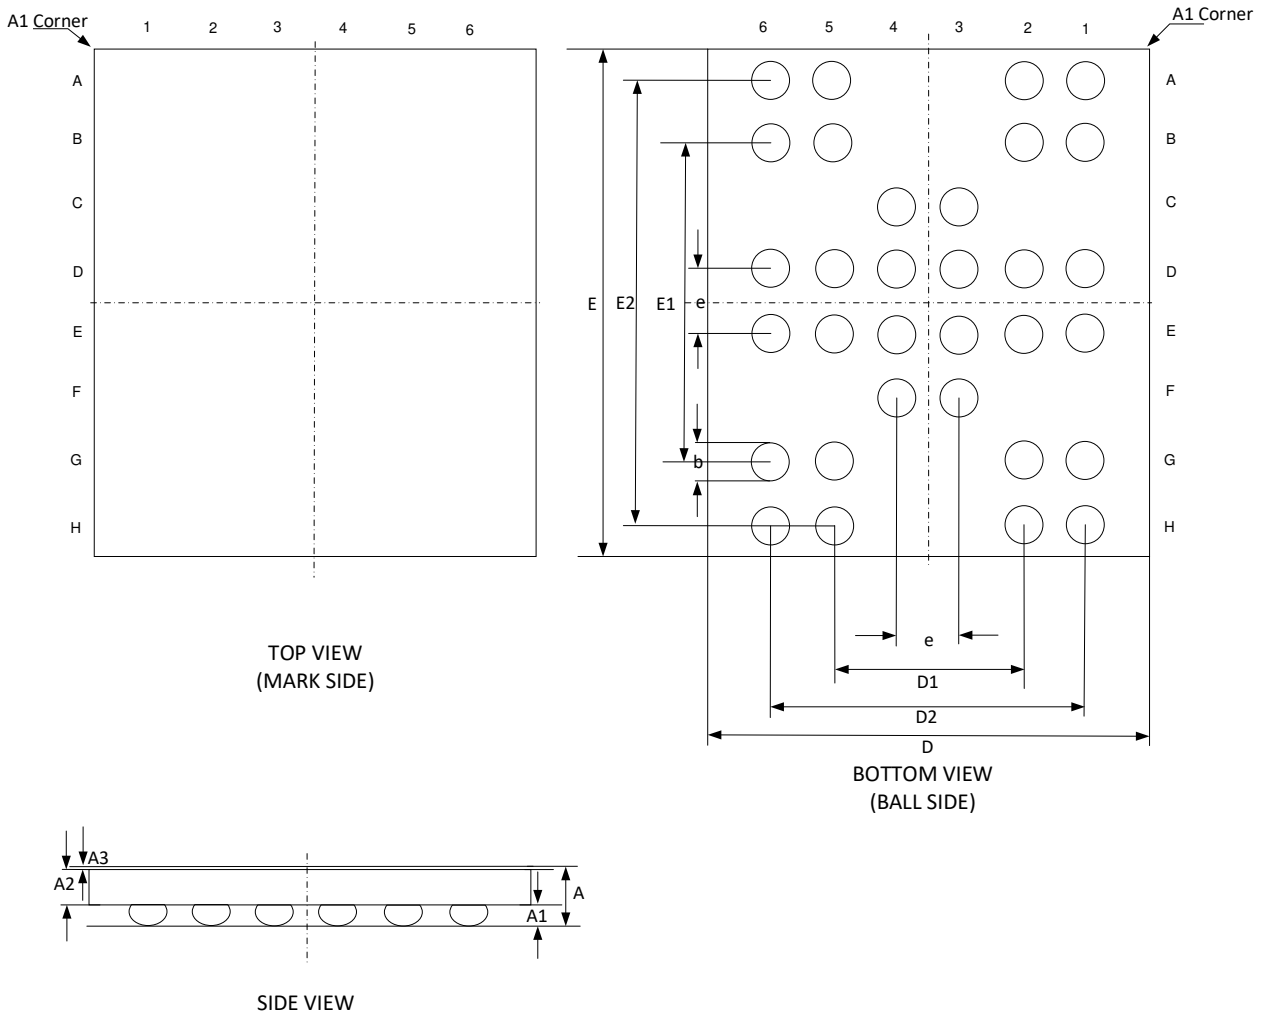 A1 Corner
1 2 3 4 5 6
A
B
C
D
E
F
G
H
TOP VIEW
(MARK SIDE)
A1 Corner
6 5 4 3 2 1
A
B
C
D
E
F
G
H
E
E2
E1
e
b
e
D1
D2
D
BOTTOM VIEW
(BALL SIDE)
A3
A2
A
A1
SIDE VIEW